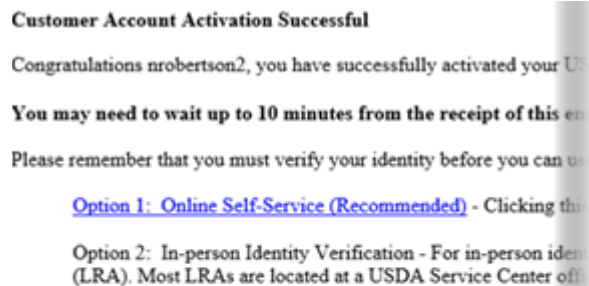 Customer Account Activation Successful
Congratulations nrobertson2, you have successfully activated your
You may need to wait up to 10 minutes from the receipt of this
Please remember that you must verify your identity before you can
Option 1: Online Self-Service (Recommended) - Clicking
Option 2: In-person Identity Verification - For in-person
(LRA). Most LRAs are located at a USDA Service Center